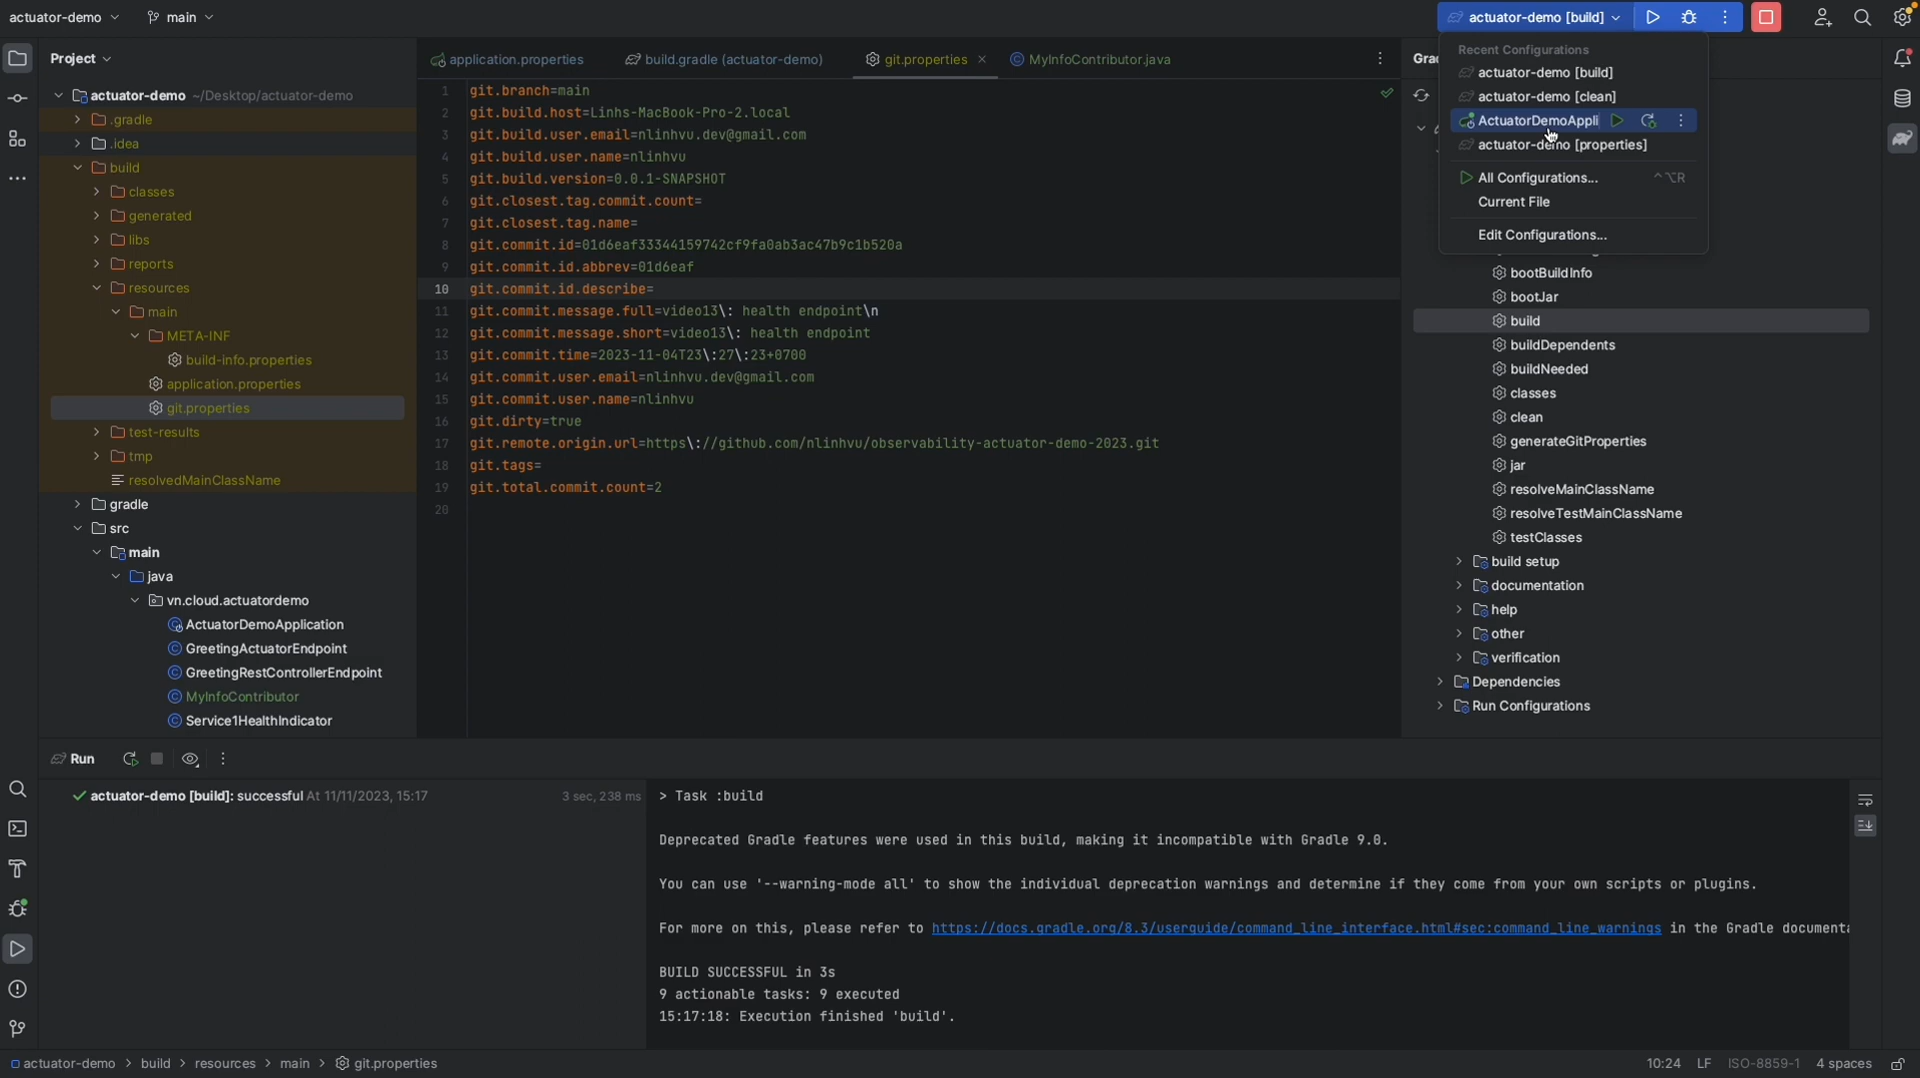 actuator-demo
main
actuator-demo [build]
Project
application.properties
build.gradle (actuator-demo)
git.properties
MyInfoContributor.java
Recent Configurations
actuator-demo [build]
actuator-demo [clean]
ActuatorDemoAppli
actuator-demo [properties]
All Configurations... ^⌥R
Current File
Edit Configurations...
actuator-demo ~/Desktop/actuator-demo
.gradle
.idea
build
classes
generated
libs
reports
resources
main
META-INF
build-info.properties
application.properties
git.properties
test-results
tmp
resolvedMainClassName
gradle
src
main
java
vn.cloud.actuatordemo
ActuatorDemoApplication
GreetingActuatorEndpoint
GreetingRestControllerEndpoint
MyInfoContributor
Service1HealthIndicator
1 git.branch=main
2 git.build.host=Linhs-MacBook-Pro-2.local
3 git.build.user.email=nlinhvu.dev@gmail.com
4 git.build.user.name=nlinhvu
5 git.build.version=0.0.1-SNAPSHOT
6 git.closest.tag.commit.count=
7 git.closest.tag.name=
8 git.commit.id=01d6eaf33344159742cf9fa0ab3ac47b9c1b520a
9 git.commit.id.abbrev=01d6eaf
10 git.commit.id.describe=
11 git.commit.message.full=video13\: health endpoint\n
12 git.commit.message.short=video13\: health endpoint
13 git.commit.time=2023-11-04T23\:27\:23+0700
14 git.commit.user.email=nlinhvu.dev@gmail.com
15 git.commit.user.name=nlinhvu
16 git.dirty=true
17 git.remote.origin.url=https\://github.com/nlinhvu/observability-actuator-demo-2023.git
18 git.tags=
19 git.total.commit.count=2
20
bootBuildInfo
bootJar
build
buildDependents
buildNeeded
classes
clean
generateGitProperties
jar
resolveMainClassName
resolveTestMainClassName
testClasses
build setup
documentation
help
other
verification
Dependencies
Run Configurations
Run
actuator-demo [build]: successful At 11/11/2023, 15:17 3 sec, 238 ms
> Task :build
Deprecated Gradle features were used in this build, making it incompatible with Gradle 9.0.
You can use '--warning-mode all' to show the individual deprecation warnings and determine if they come from your own scripts or plugins.
For more on this, please refer to https://docs.gradle.org/8.3/userguide/command_line_interface.html#sec:command_line_warnings in the Gradle documenta
BUILD SUCCESSFUL in 3s
9 actionable tasks: 9 executed
15:17:18: Execution finished 'build'.
actuator-demo > build > resources > main > git.properties
10:24 LF ISO-8859-1 4 spaces